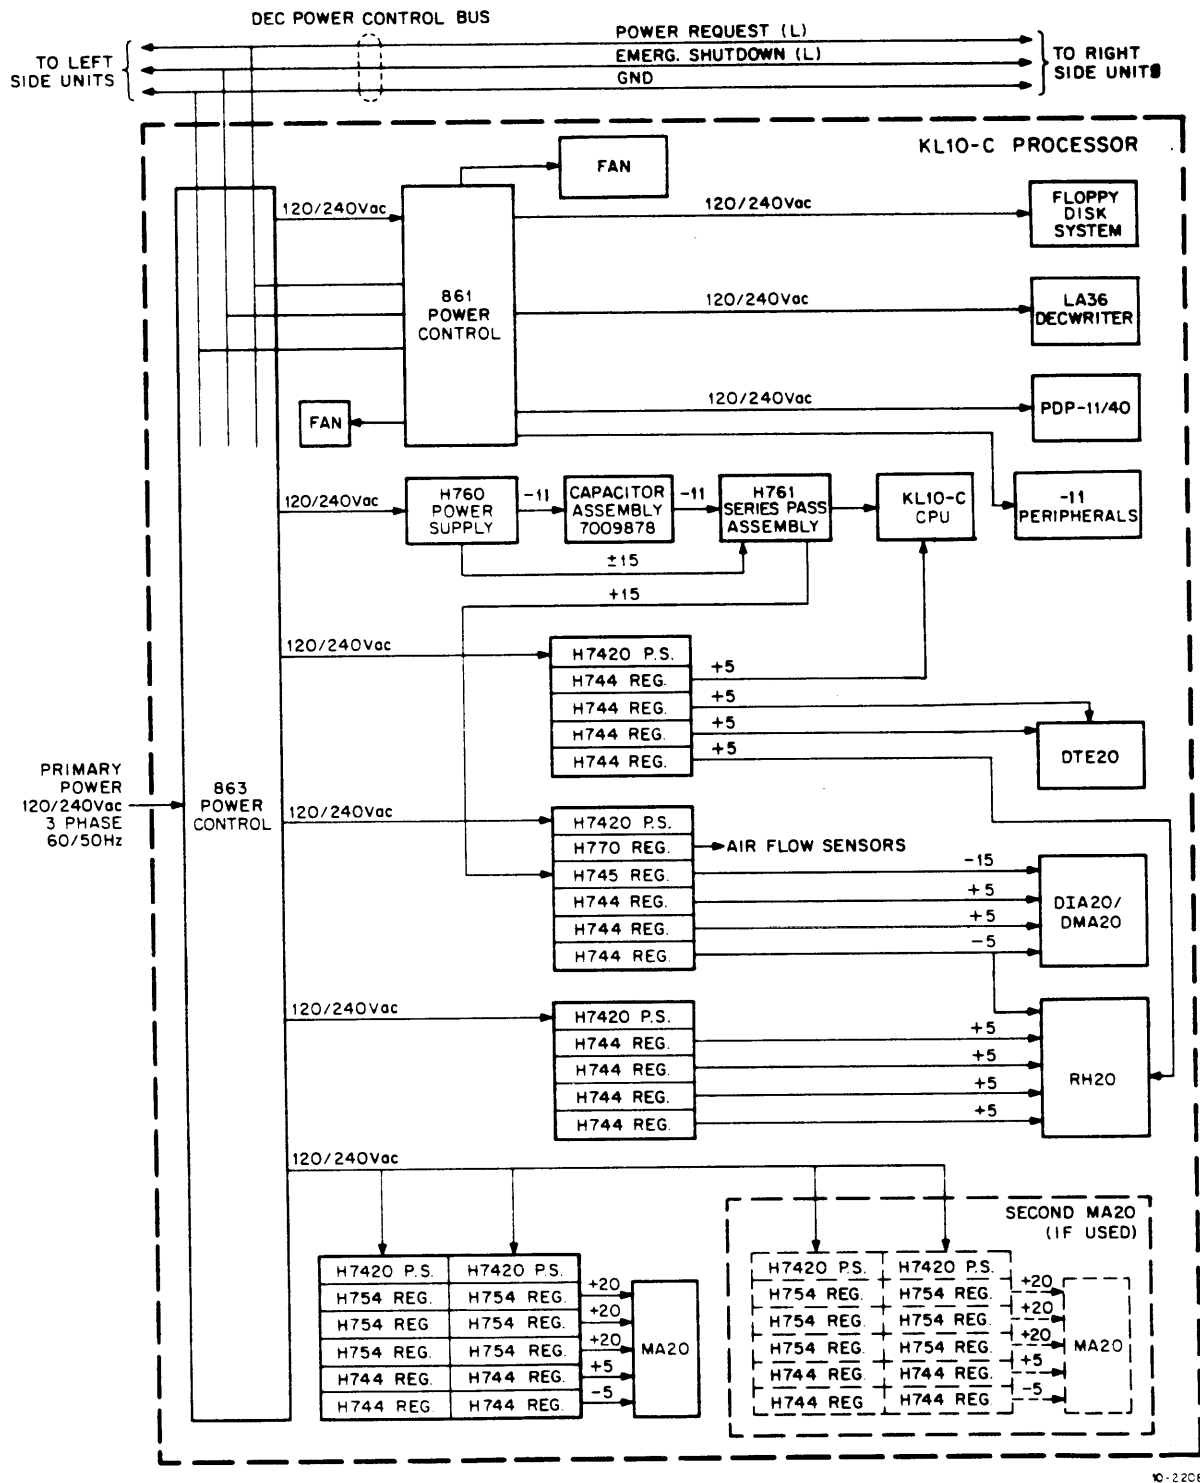 DEC POWER CONTROL BUS
POWER REQUEST (L)
EMERG. SHUTDOWN (L)
GND
TO LEFT
SIDE UNITS
TO RIGHT
SIDE UNITS
KL10-C PROCESSOR
FAN
120/240Vac
120/240Vac
FLOPPY
DISK
SYSTEM
861
POWER
CONTROL
120/240Vac
LA36
DECWRITER
FAN
120/240Vac
PDP-11/40
120/240Vac
H760
POWER
SUPPLY
-11
CAPACITOR
ASSEMBLY
7009878
-11
H761
SERIES PASS
ASSEMBLY
KL10-C
CPU
-11
PERIPHERALS
±15
+15
120/240Vac
H7420 P.S.
H744 REG.
+5
H744 REG.
+5
H744 REG.
+5
H744 REG.
+5
DTE20
PRIMARY
POWER
120/240Vac
3 PHASE
60/50Hz
863
POWER
CONTROL
120/240Vac
H7420 P.S.
H770 REG.
AIR FLOW SENSORS
H745 REG.
-15
H744 REG.
+5
H744 REG.
+5
H744 REG.
-5
DIA20/
DMA20
120/240Vac
H7420 P.S.
H744 REG.
+5
H744 REG.
+5
H744 REG.
+5
H744 REG.
+5
RH20
120/240Vac
SECOND MA20
(IF USED)
H7420 P.S. H7420 P.S.
H754 REG. H754 REG. +20
H754 REG H754 REG. +20
H754 REG. H754 REG. +20
H744 REG. H744 REG. +5
H744 REG. H744 REG. -5
MA20
H7420 P.S. H7420 P.S.
H754 REG. H754 REG. +20
H754 REG. H754 REG. +20
H754 REG. H754 REG. +20
H744 REG. H744 REG. +5
H744 REG H744 REG. -5
MA20